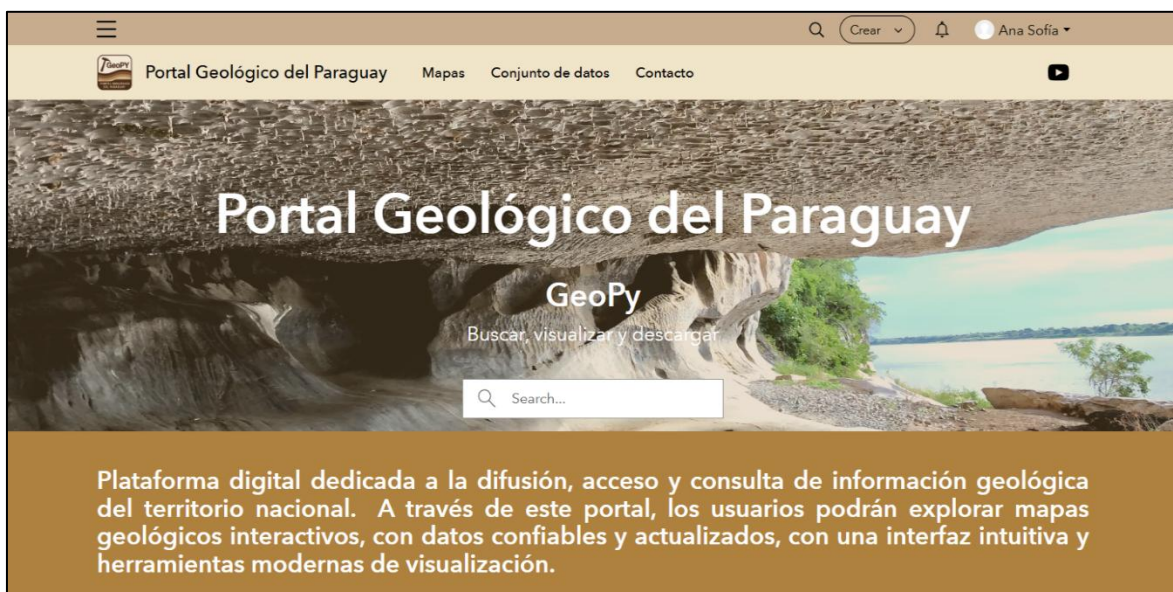 Crear
Ana Sofía
GeoPY
Portal Geológico del Paraguay
Mapas
Conjunto de datos
Contacto
Portal Geológico del Paraguay
GeoPy
Buscar, visualizar y descargar
Search...
Plataforma digital dedicada a la difusión, acceso y consulta de información geológica
del territorio nacional. A través de este portal, los usuarios podrán explorar mapas
geológicos interactivos, con datos confiables y actualizados, con una interfaz intuitiva y
herramientas modernas de visualización.